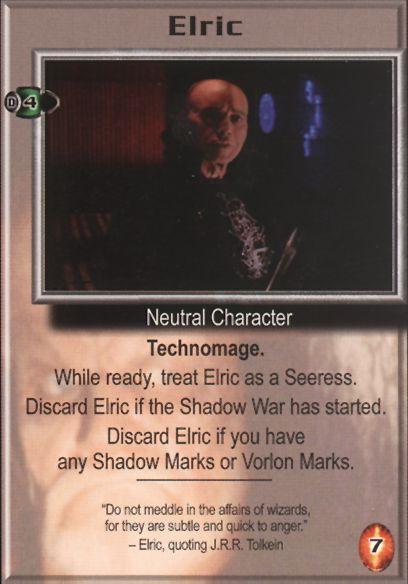 Elric
D 4
Neutral Character
Technomage.
While ready, treat Elric as a Seeress.
Discard Elric if the Shadow War has started.
Discard Elric if you have
any Shadow Marks or Vorlon Marks.
"Do not meddle in the affairs of wizards,
for they are subtle and quick to anger."
– Elric, quoting J.R.R. Tolkein
7